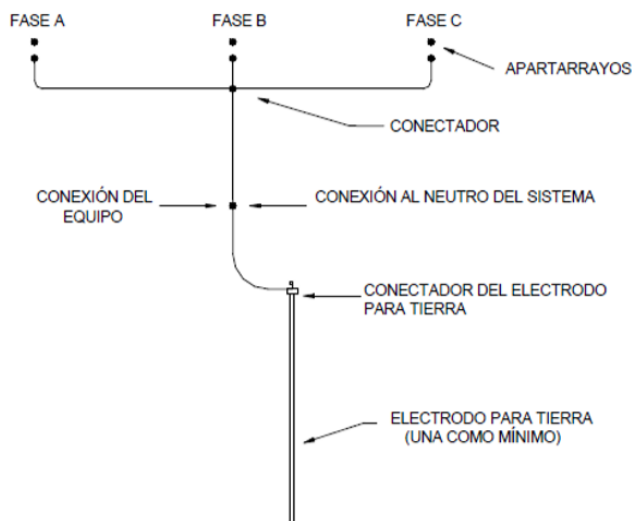 FASE A
FASE B
FASE C
APARTARRAYOS
CONECTADOR
CONEXIÓN DEL
EQUIPO
CONEXIÓN AL NEUTRO DEL SISTEMA
CONECTADOR DEL ELECTRODO
PARA TIERRA
ELECTRODO PARA TIERRA
(UNA COMO MÍNIMO)